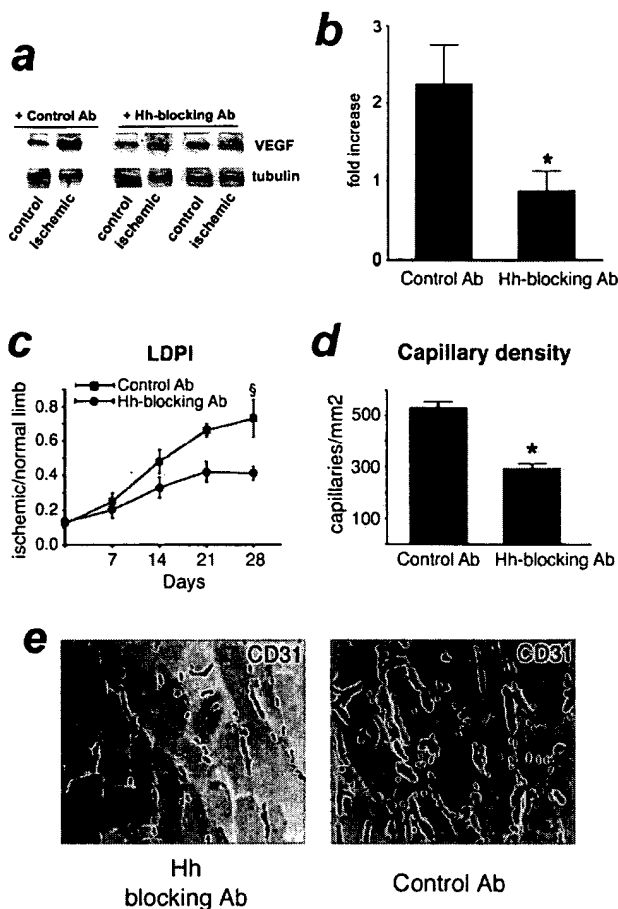 a
+ Control Ab + Hh-blocking Ab
VEGF
tubulin
control ischemic control ischemic control ischemic
b
fold increase
3
2
1
0
*
Control Ab Hh-blocking Ab
c
LDPI
Control Ab
Hh-blocking Ab
§
ischemic/normal limb
0.8
0.6
0.4
0.2
0.0
7 14 21 28
Days
d
Capillary density
capillaries/mm2
500
300
100
*
Control Ab Hh-blocking Ab
e
CD31 CD31
Hh
blocking Ab
Control Ab